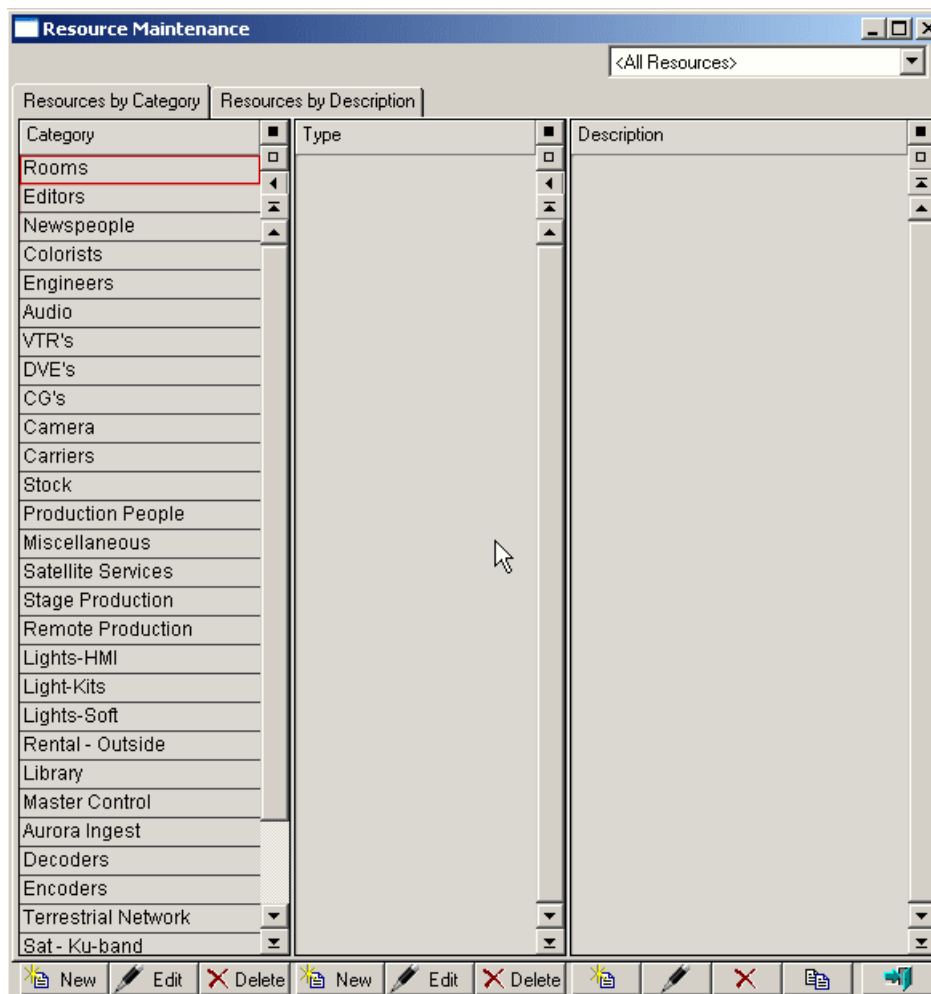 Resource Maintenance
<All Resources>
Resources by Category Resources by Description
Category Type Description
Rooms
Editors
Newspeople
Colorists
Engineers
Audio
VTR's
DVE's
CG's
Camera
Carriers
Stock
Production People
Miscellaneous
Satellite Services
Stage Production
Remote Production
Lights-HMI
Light-Kits
Lights-Soft
Rental - Outside
Library
Master Control
Aurora Ingest
Decoders
Encoders
Terrestrial Network
Sat - Ku-band
New Edit Delete New Edit Delete